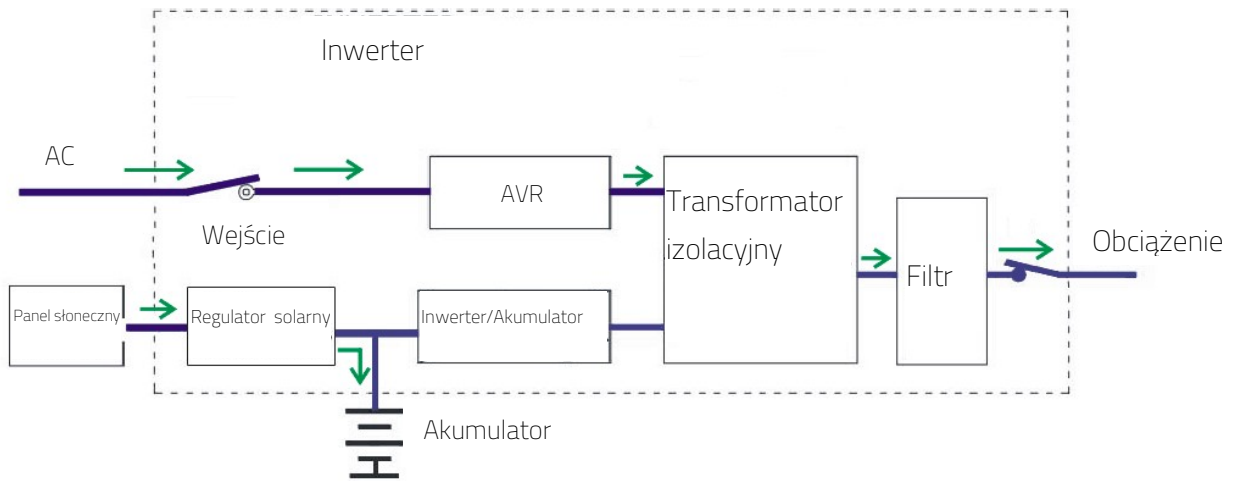 Inwerter
AC
AVR
Transformator
izolacyjny
Wejście
Obciążenie
Filtr
Panel słoneczny
Regulator solarny
Inwerter/Akumulator
Akumulator